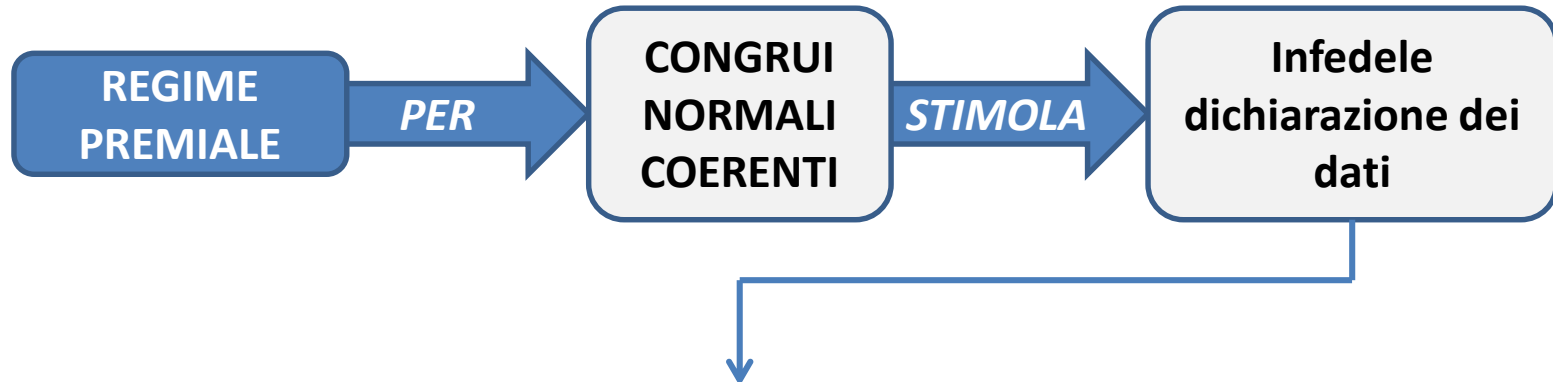 REGIME
PREMIALE
PER
CONGRUI
NORMALI
COERENTI
STIMOLA
Infedele
dichiarazione dei
dati